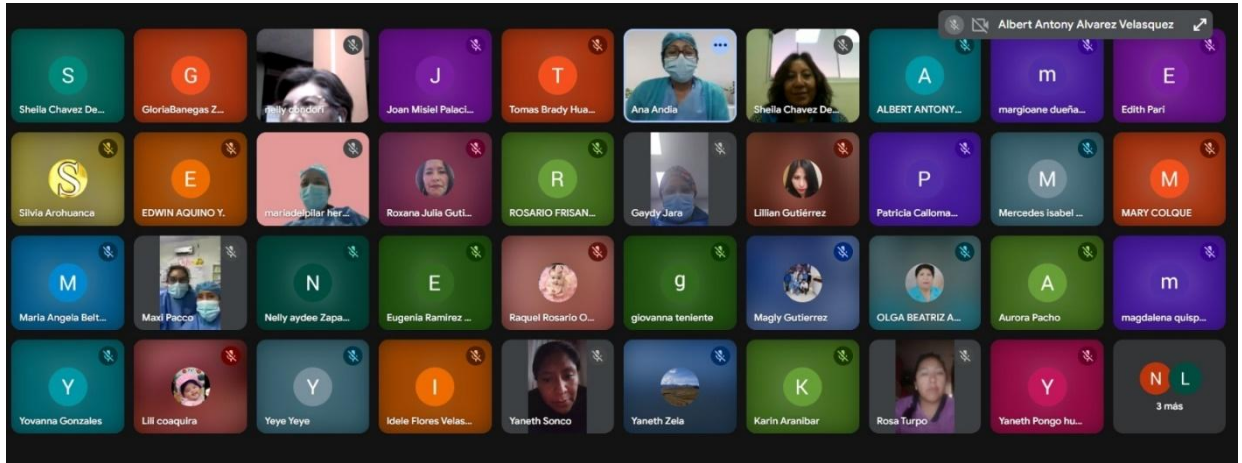 Albert Antony Alvarez Velasquez
S
Sheila Chavez De...
G
GloriaBanegas Z...
nelly condori
J
Joan Misiel Palaci...
T
Tomas Brady Hua...
Ana Andia
Sheila Chavez De...
A
ALBERT ANTONY...
m
margioane dueña...
E
Edith Pari
S
Silvia Arohuanca
E
EDWIN AQUINO Y.
mariadelpilar her...
Roxana Julia Guti...
R
ROSARIO FRISAN...
Gaydy Jara
Lillian Gutiérrez
P
Patricia Calloma...
M
Mercedes isabel ...
M
MARY COLQUE
M
Maria Angela Belt...
Maxi Pacco
N
Nelly aydee Zapa...
E
Eugenia Ramirez ...
Raquel Rosario O...
g
giovanna teniente
Magly Gutierrez
OLGA BEATRIZ A...
A
Aurora Pacho
m
magdalena quisp...
Y
Yovanna Gonzales
Lili coaquira
Y
Yeye Yeye
I
Idele Flores Velas...
Yaneth Sonco
Yaneth Zela
K
Karin Aranibar
Rosa Turpo
Y
Yaneth Pongo hu...
N L
3 más